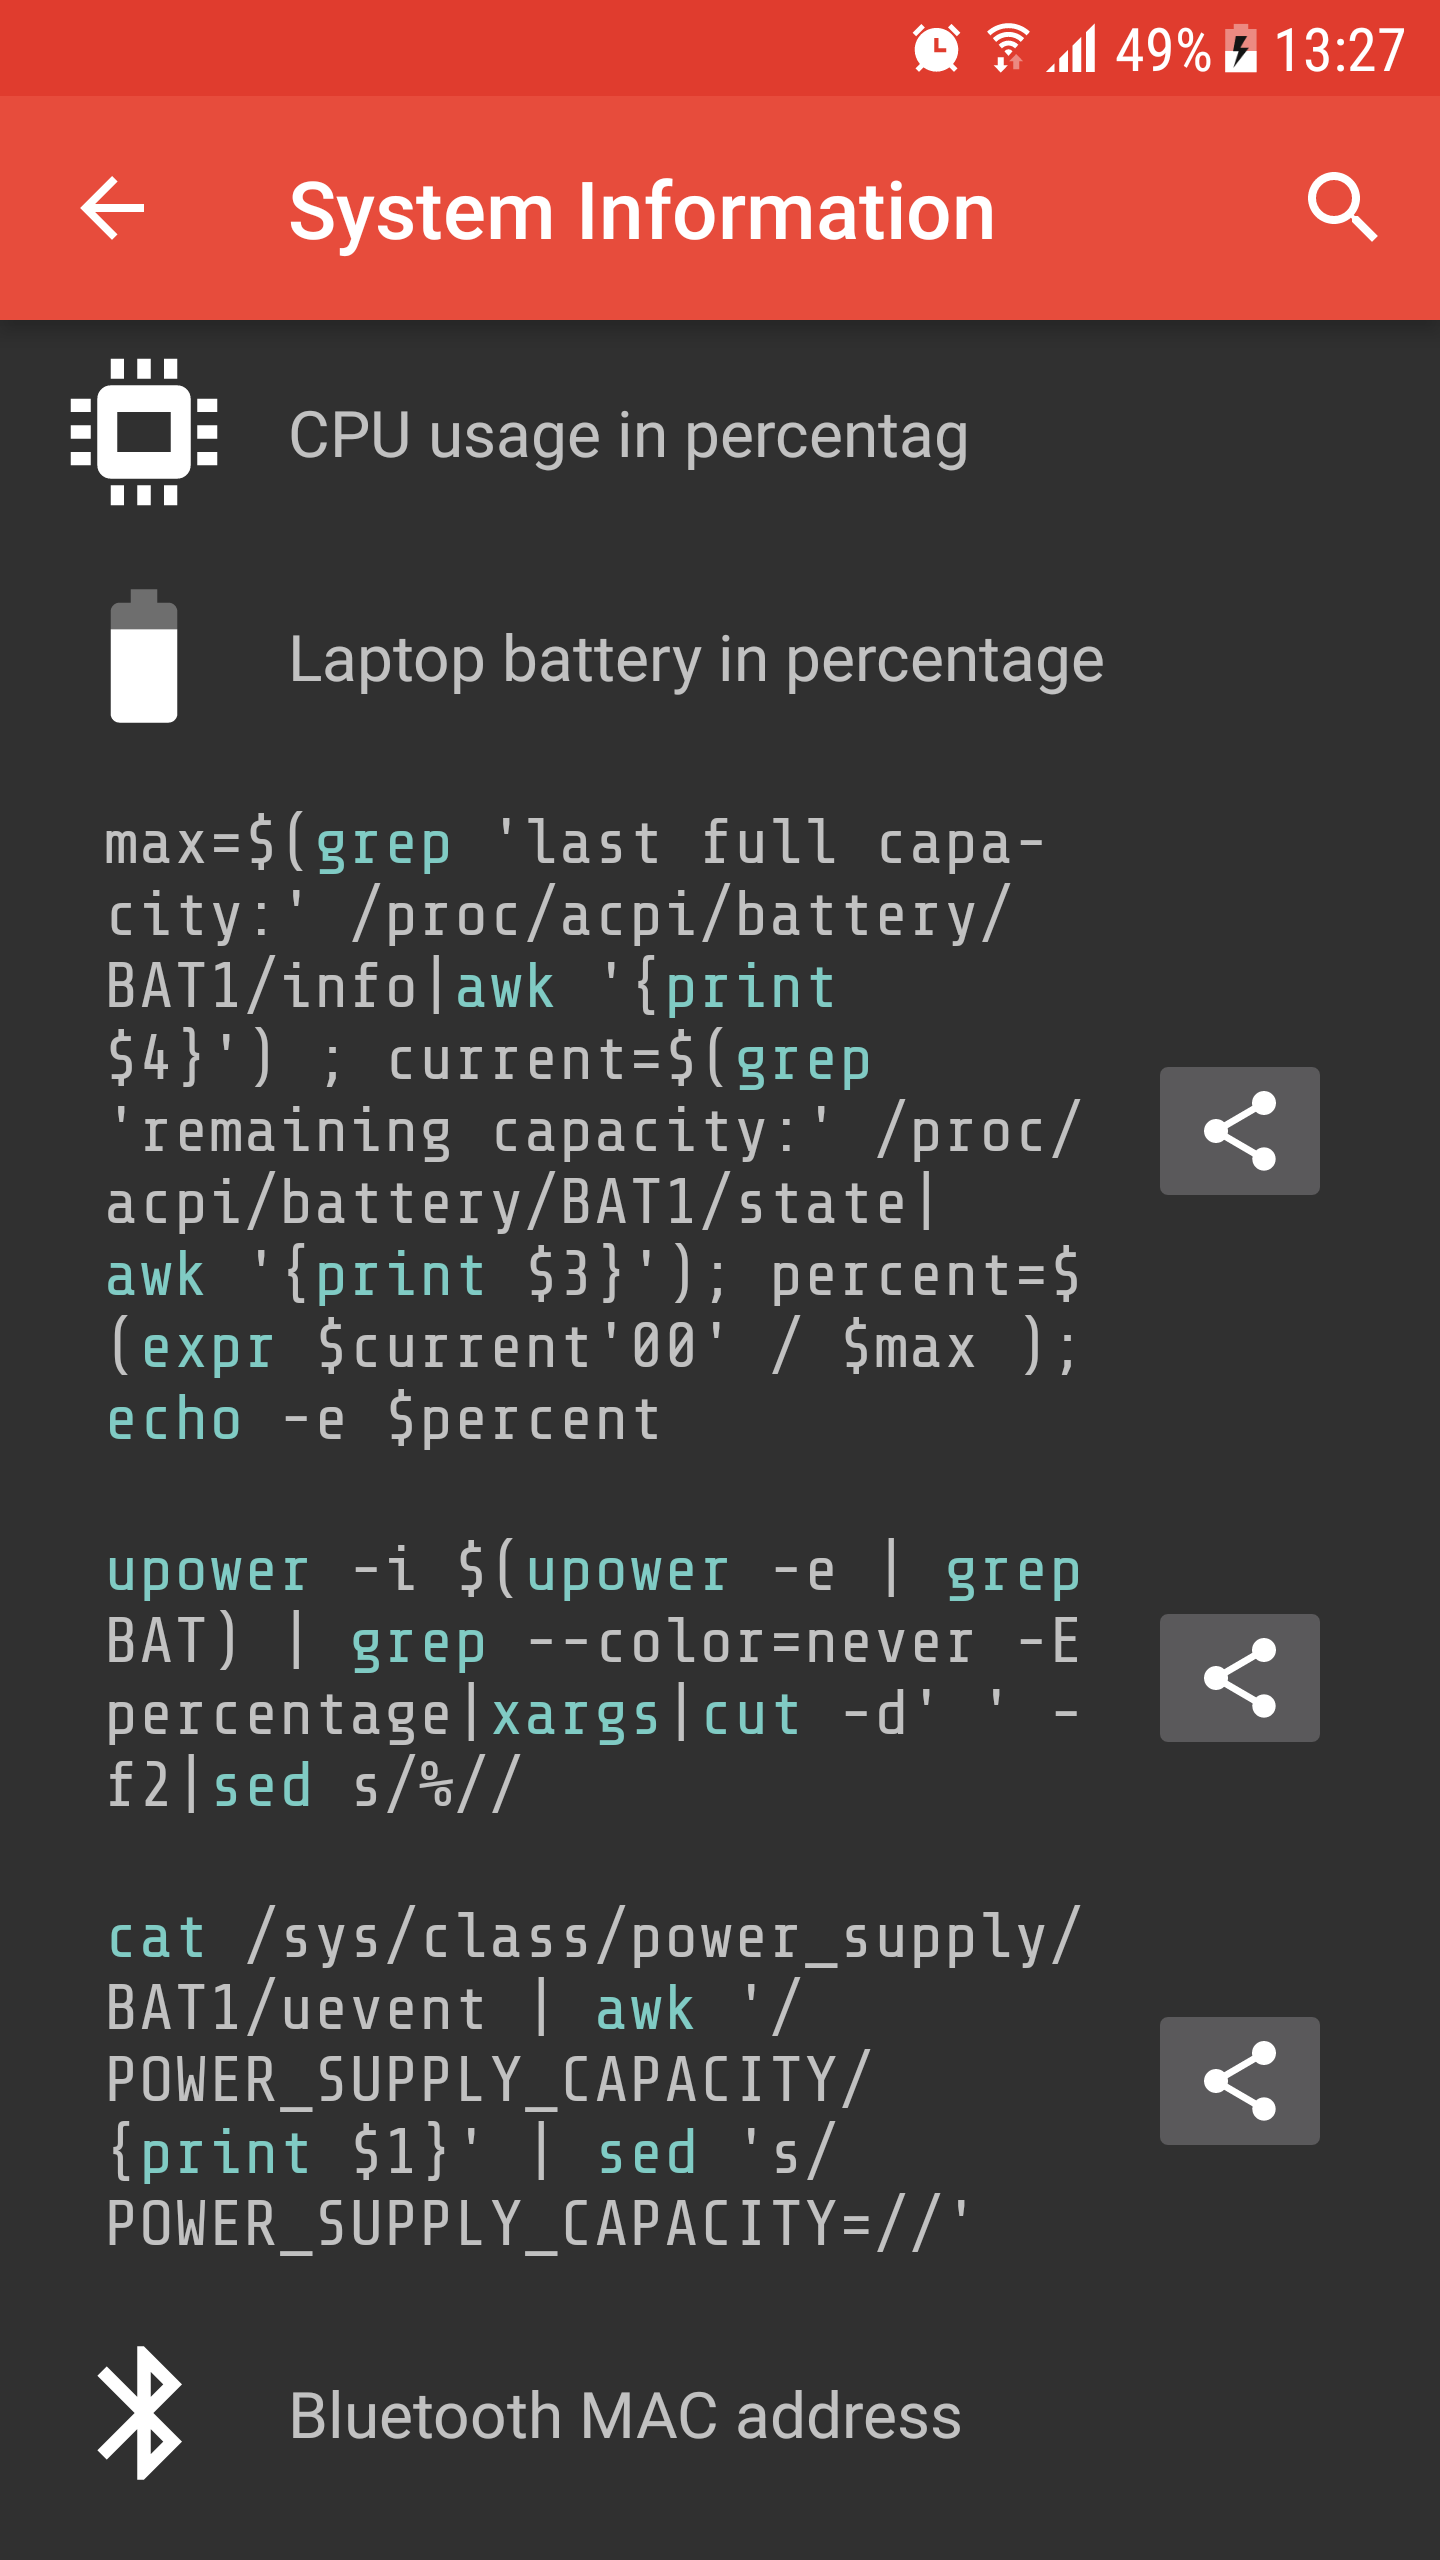 49% 13:27
System Information
CPU usage in percentag
Laptop battery in percentage
max=$(grep 'last full capa-
city:' /proc/acpi/battery/
BAT1/info|awk '{print
$4}') ; current=$(grep
'remaining capacity:' /proc/
acpi/battery/BAT1/state|
awk '{print $3}'); percent=$
(expr $current'00' / $max );
echo -e $percent
upower -i $(upower -e | grep
BAT) | grep --color=never -E
percentage|xargs|cut -d' ' -
f2|sed s/%//
cat /sys/class/power_supply/
BAT1/uevent | awk '/
POWER_SUPPLY_CAPACITY/
{print $1}' | sed 's/
POWER_SUPPLY_CAPACITY=//'
Bluetooth MAC address